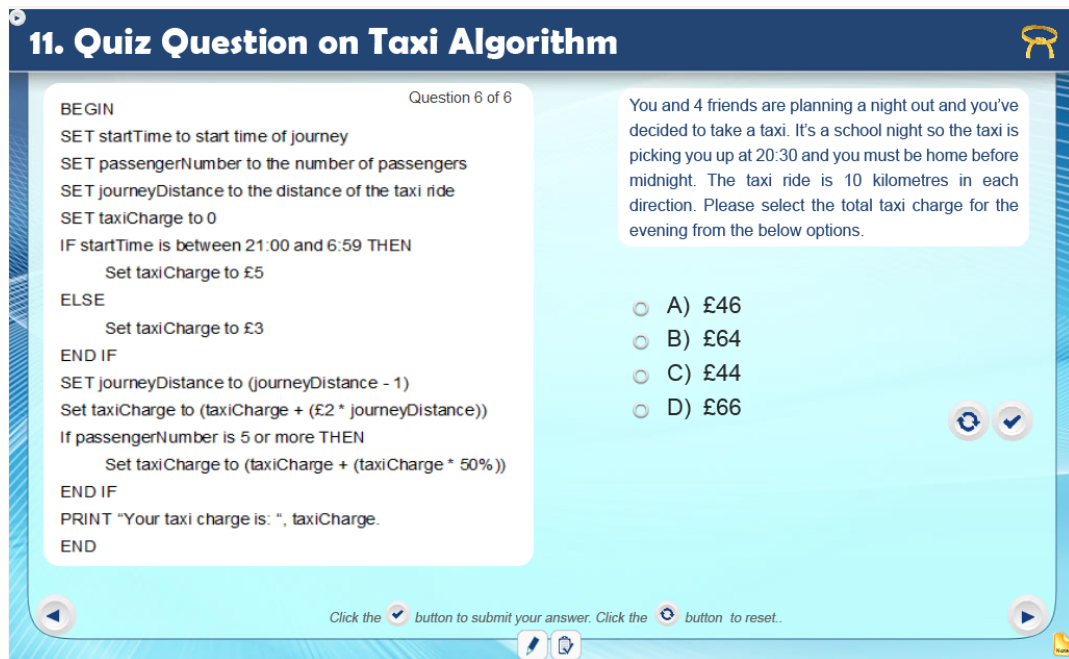 11. Quiz Question on Taxi Algorithm
Question 6 of 6
BEGIN
SET startTime to start time of journey
SET passengerNumber to the number of passengers
SET journeyDistance to the distance of the taxi ride
SET taxiCharge to 0
IF startTime is between 21:00 and 6:59 THEN
Set taxiCharge to £5
ELSE
Set taxiCharge to £3
END IF
SET journeyDistance to (journeyDistance - 1)
Set taxiCharge to (taxiCharge + (£2 * journeyDistance))
If passengerNumber is 5 or more THEN
Set taxiCharge to (taxiCharge + (taxiCharge * 50%))
END IF
PRINT “Your taxi charge is: “, taxiCharge.
END
You and 4 friends are planning a night out and you’ve
decided to take a taxi. It’s a school night so the taxi is
picking you up at 20:30 and you must be home before
midnight. The taxi ride is 10 kilometres in each
direction. Please select the total taxi charge for the
evening from the below options.
A) £46
B) £64
C) £44
D) £66
Click the button to submit your answer. Click the button to reset..